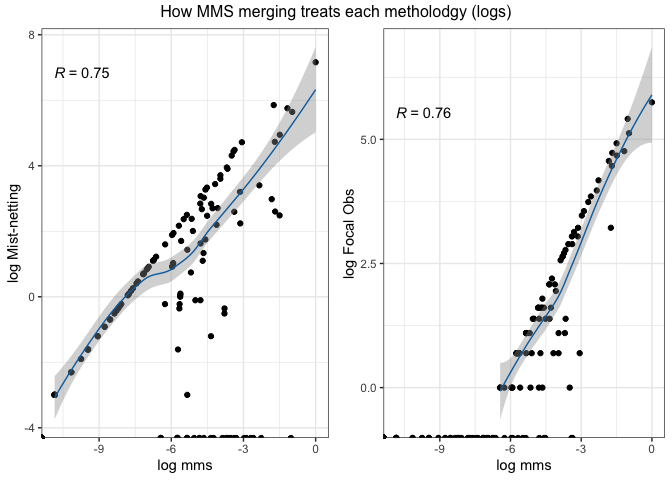 How MMS merging treats each metholodgy (logs)
8
4
0
-4
log Mist-netting
R = 0.75
-9
-6
-3
0
log mms
5.0
2.5
0.0
log Focal Obs
R = 0.76
-9
-6
-3
0
log mms